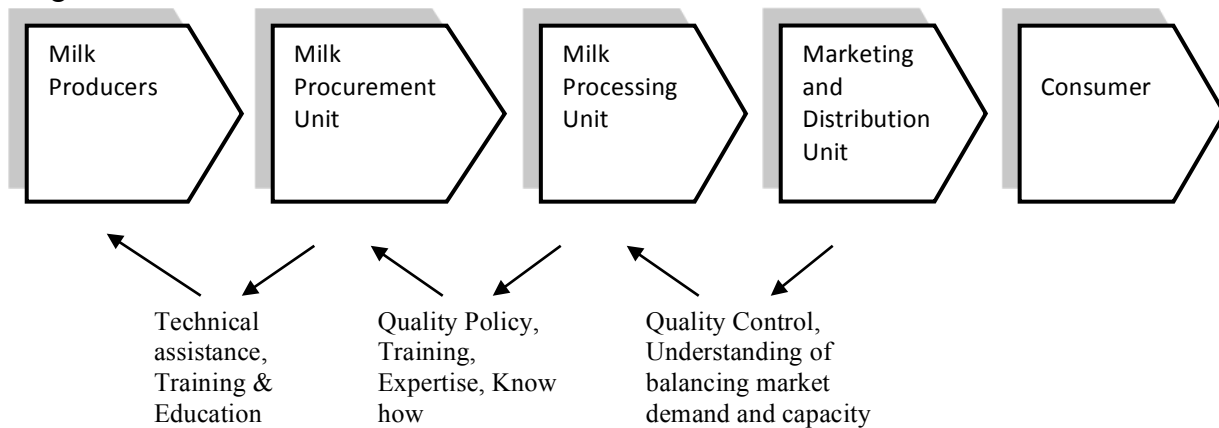 Milk
Producers
Milk
Procurement
Unit
Milk
Processing
Unit
Marketing
and
Distribution
Unit
Consumer
Technical
assistance,
Training &
Education
Quality Policy,
Training,
Expertise, Know
how
Quality Control,
Understanding of
balancing market
demand and capacity